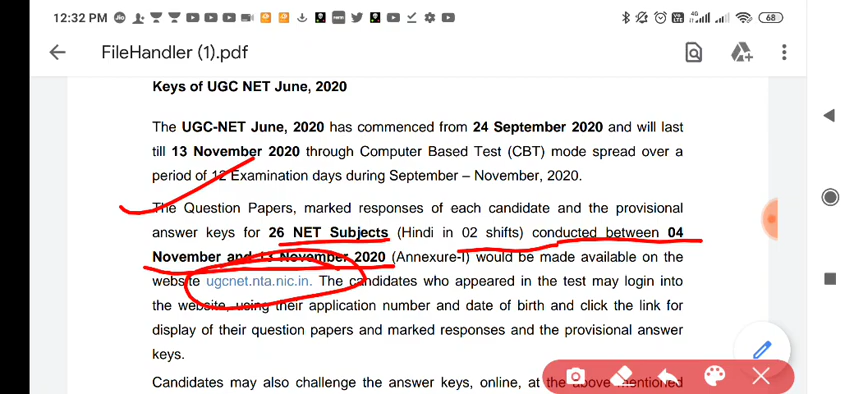 12:32 PM
68
FileHandler (1).pdf
Keys of UGC NET June, 2020
The UGC-NET June, 2020 has commenced from 24 September 2020 and will last
till 13 November 2020 through Computer Based Test (CBT) mode spread over a
period of 12 Examination days during September – November, 2020.
The Question Papers, marked responses of each candidate and the provisional
answer keys for 26 NET Subjects (Hindi in 02 shifts) conducted between 04
November and 13 November 2020 (Annexure-I) would be made available on the
website ugcnet.nta.nic.in. The candidates who appeared in the test may login into
the website, using their application number and date of birth and click the link for
display of their question papers and marked responses and the provisional answer
keys.
Candidates may also challenge the answer keys, online, at the above mentioned